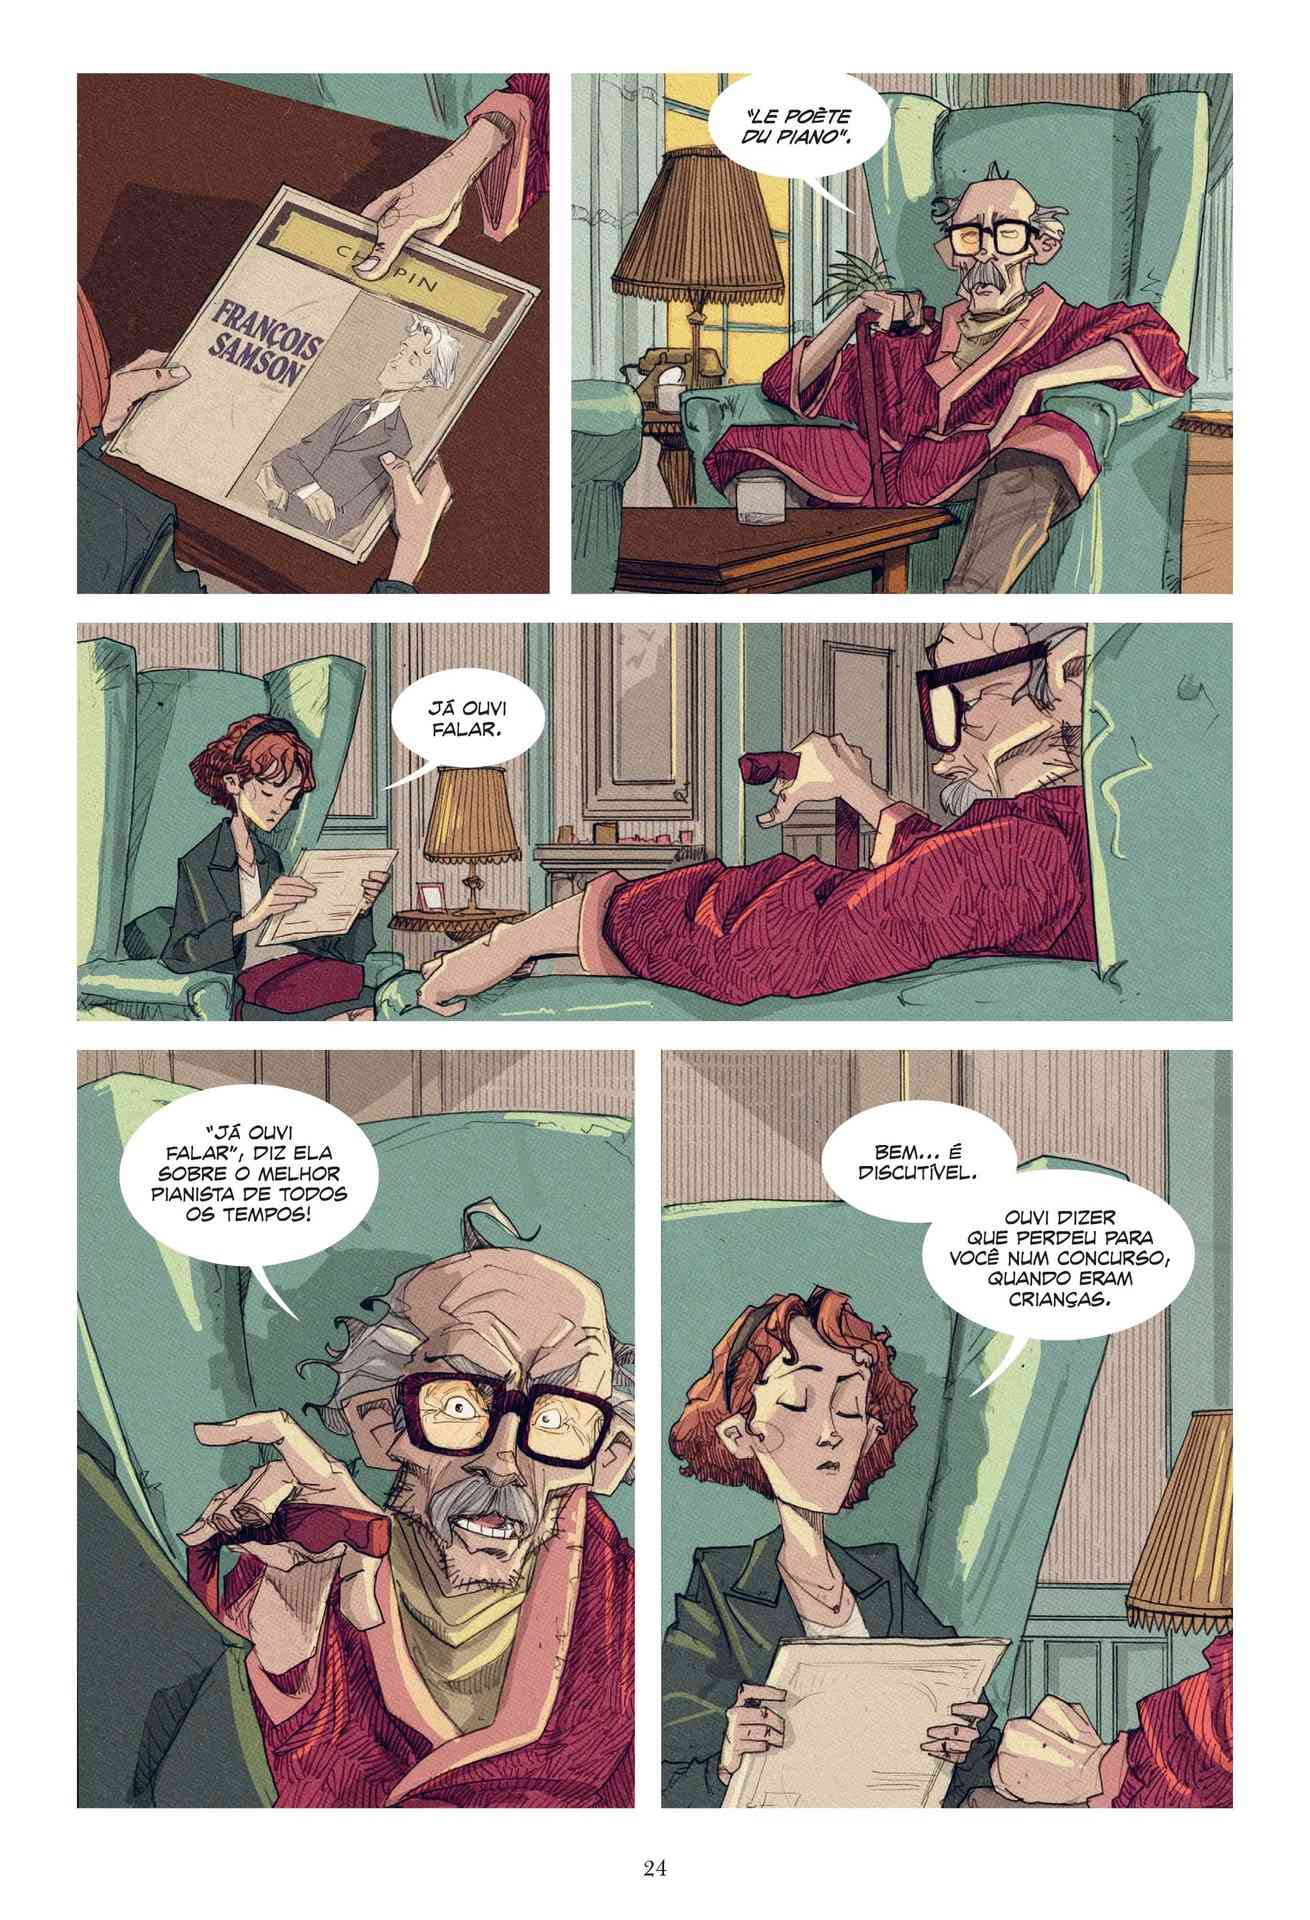 CHOPIN
FRANÇOIS
SAMSON
"LE POÈTE
DU PIANO".
JÁ OUVI
FALAR.
"JÁ OUVI
FALAR", DIZ ELA
SOBRE O MELHOR
PIANISTA DE TODOS
OS TEMPOS!
BEM... É
DISCUTÍVEL.
OUVI DIZER
QUE PERDEU PARA
VOCÊ NUM CONCURSO,
QUANDO ERAM
CRIANÇAS.
24